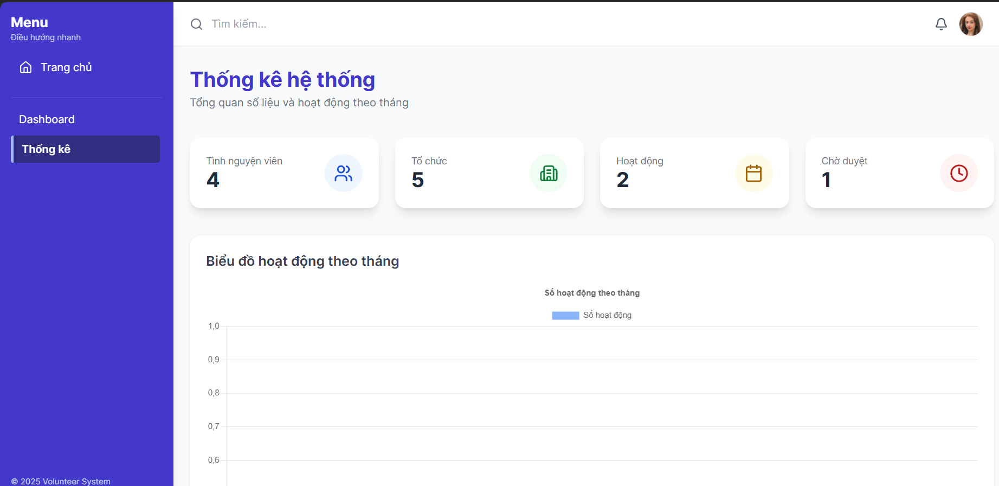 Menu
Điều hướng nhanh
Trang chủ
Dashboard
Thống kê
© 2025 Volunteer System
Tìm kiếm...
Thống kê hệ thống
Tổng quan số liệu và hoạt động theo tháng
Tình nguyện viên
4
Tổ chức
5
Hoạt động
2
Chờ duyệt
1
Biểu đồ hoạt động theo tháng
Số hoạt động theo tháng
Số hoạt động
1,0
0,9
0,8
0,7
0,6